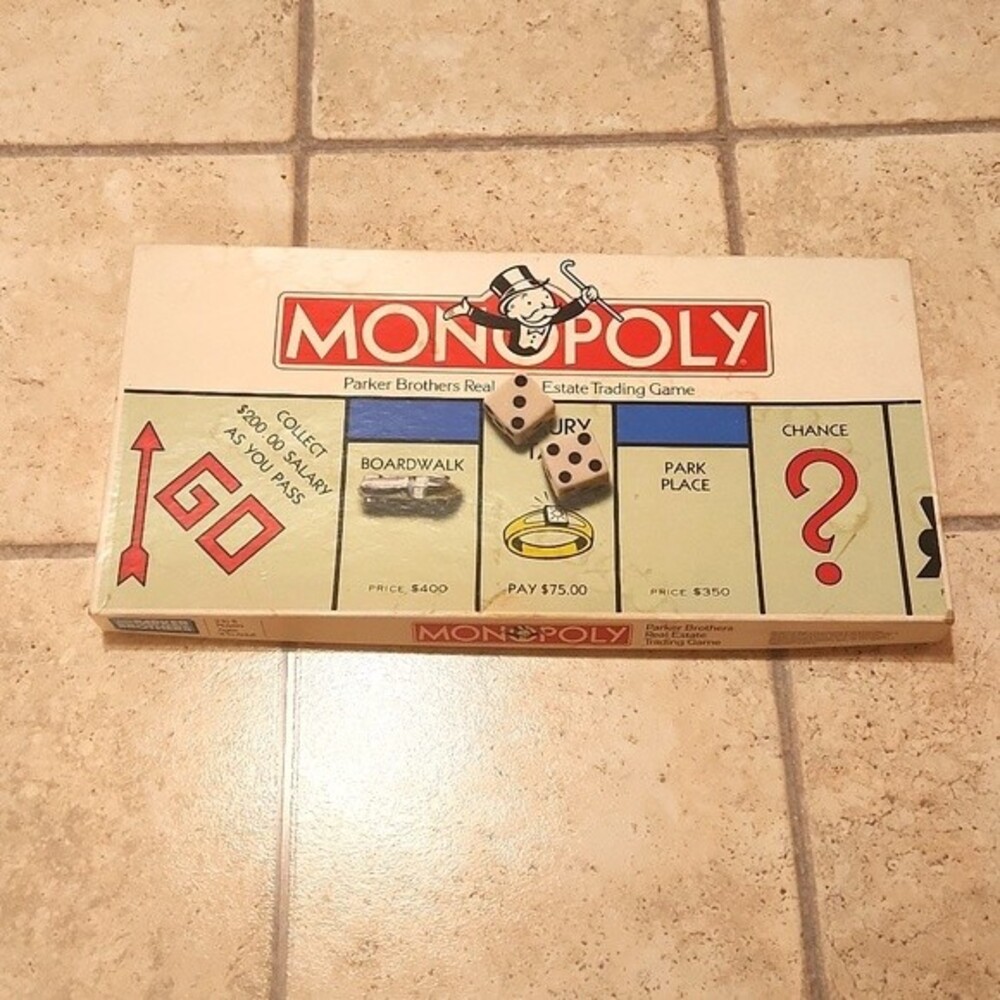 MONOPOLY
Parker Brothers Real Estate Trading Game
COLLECT
$200.00 SALARY
AS YOU PASS
GO
BOARDWALK
PRICE $400
URY
PAY $75.00
PARK
PLACE
PRICE $350
CHANCE
?
MONOPOLY
Parker Brothers
Real Estate
Trading Game